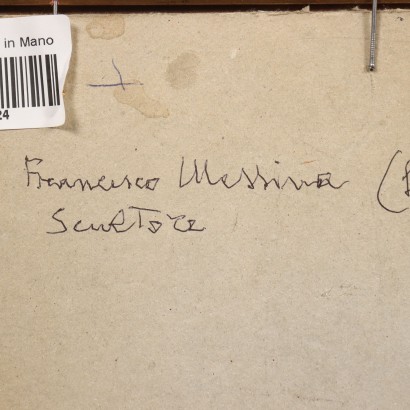 in Mano
24
Francesco Messina (
Scultore